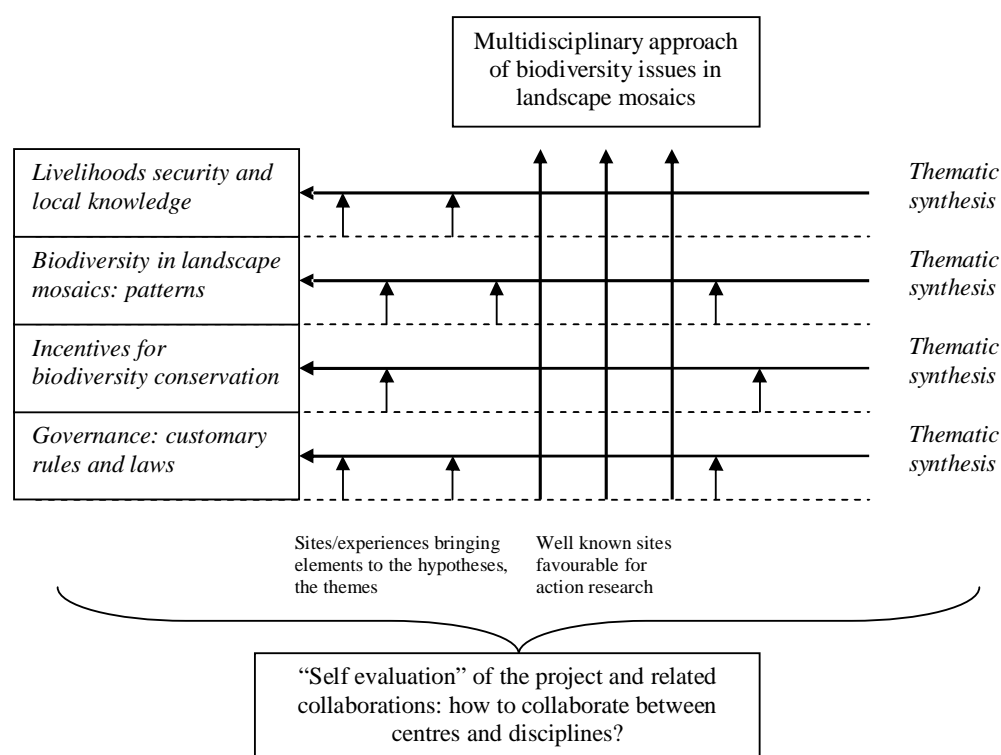 Multidisciplinary approach
of biodiversity issues in
landscape mosaics
Livelihoods security and
local knowledge
Thematic
synthesis
Biodiversity in landscape
mosaics: patterns
Thematic
synthesis
Incentives for
biodiversity conservation
Thematic
synthesis
Governance: customary
rules and laws
Thematic
synthesis
Sites/experiences bringing
elements to the hypotheses,
the themes
Well known sites
favourable for
action research
“Self evaluation” of the project and related
collaborations: how to collaborate between
centres and disciplines?